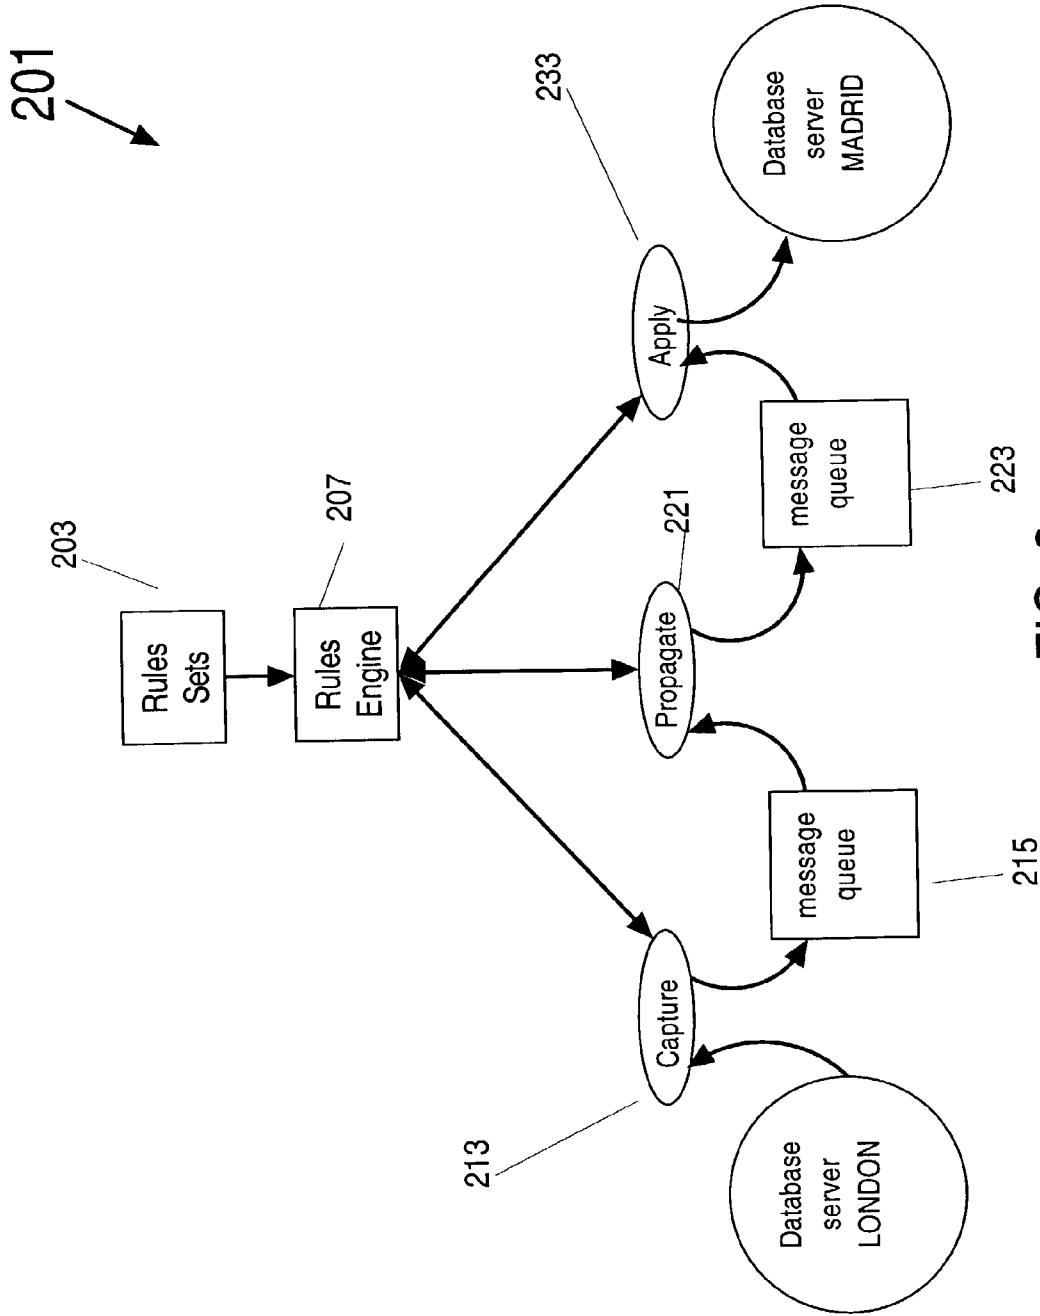 201
203
Rules
Sets
207
Rules
Engine
213
Capture
221
Propagate
233
Apply
Database
server
LONDON
message
queue
215
message
queue
223
Database
server
MADRID
FIG.